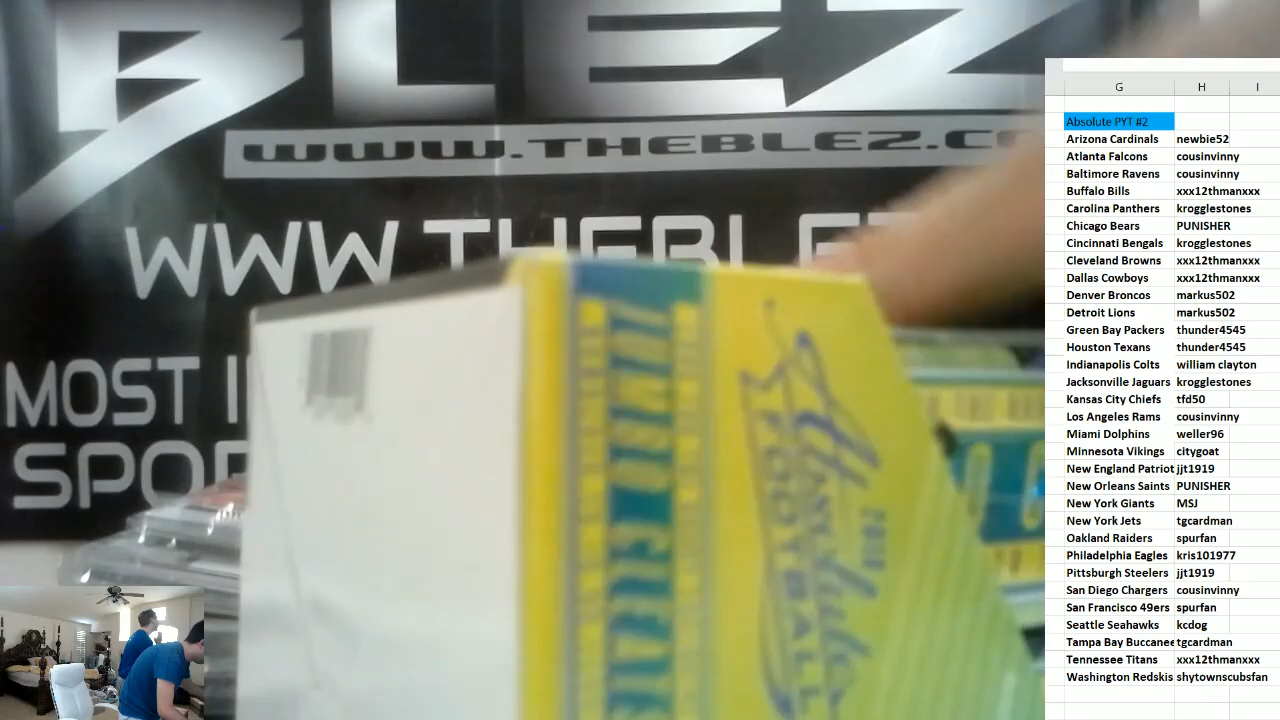 BLEZ
WWW.THEBLEZ.CO
WWW.THEBLEZ
MOST
SPOR
Absolute
FOOTBALL
G H I
Absolute PYT #2
Arizona Cardinals newbie52
Atlanta Falcons cousinvinny
Baltimore Ravens cousinvinny
Buffalo Bills xxx12thmanxxx
Carolina Panthers krogglestones
Chicago Bears PUNISHER
Cincinnati Bengals krogglestones
Cleveland Browns xxx12thmanxxx
Dallas Cowboys xxx12thmanxxx
Denver Broncos markus502
Detroit Lions markus502
Green Bay Packers thunder4545
Houston Texans thunder4545
Indianapolis Colts william clayton
Jacksonville Jaguars krogglestones
Kansas City Chiefs tfd50
Los Angeles Rams cousinvinny
Miami Dolphins weller96
Minnesota Vikings citygoat
New England Patriot jjt1919
New Orleans Saints PUNISHER
New York Giants MSJ
New York Jets tgcardman
Oakland Raiders spurfan
Philadelphia Eagles kris101977
Pittsburgh Steelers jjt1919
San Diego Chargers cousinvinny
San Francisco 49ers spurfan
Seattle Seahawks kcdog
Tampa Bay Buccanee tgcardman
Tennessee Titans xxx12thmanxxx
Washington Redskis shytownscubsfan